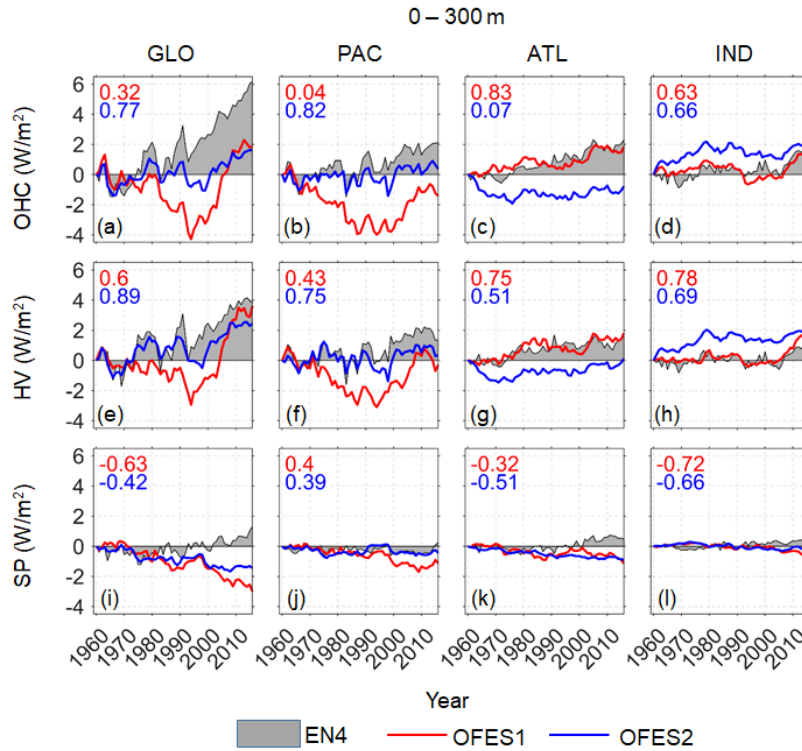 0 – 300 m
GLO PAC ATL IND
OHC (W/m²)
6
4
2
0
-2
-4
0.32
0.77
(a)
0.04
0.82
(b)
0.83
0.07
(c)
0.63
0.66
(d)
HV (W/m²)
6
4
2
0
-2
-4
0.6
0.89
(e)
0.43
0.75
(f)
0.75
0.51
(g)
0.78
0.69
(h)
SP (W/m²)
6
4
2
0
-2
-4
-0.63
-0.42
(i)
0.4
0.39
(j)
-0.32
-0.51
(k)
-0.72
-0.66
(l)
1960 1970 1980 1990 2000 2010 1960 1970 1980 1990 2000 2010 1960 1970 1980 1990 2000 2010 1960 1970 1980 1990 2000 2010
Year
EN4 OFES1 OFES2